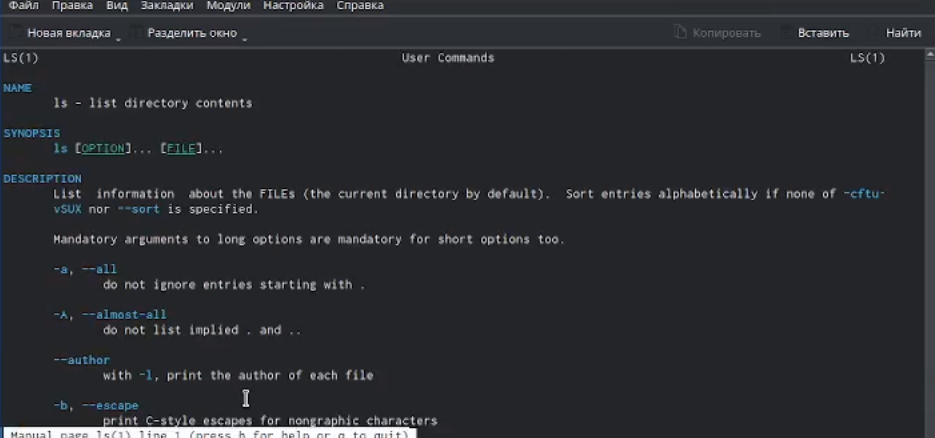 Файл Правка Вид Закладки Модули Настройка Справка
Новая вкладка Разделить окно Копировать Вставить Найти
LS(1) User Commands LS(1)
NAME
ls - list directory contents
SYNOPSIS
ls [OPTION]... [FILE]...
DESCRIPTION
List information about the FILEs (the current directory by default). Sort entries alphabetically if none of -cftu-
vSUX nor --sort is specified.
Mandatory arguments to long options are mandatory for short options too.
-a, --all
do not ignore entries starting with .
-A, --almost-all
do not list implied . and ..
--author
with -l, print the author of each file
-b, --escape
print C-style escapes for nongraphic characters
Manual page ls(1) line 1 (press h for help or q to quit)